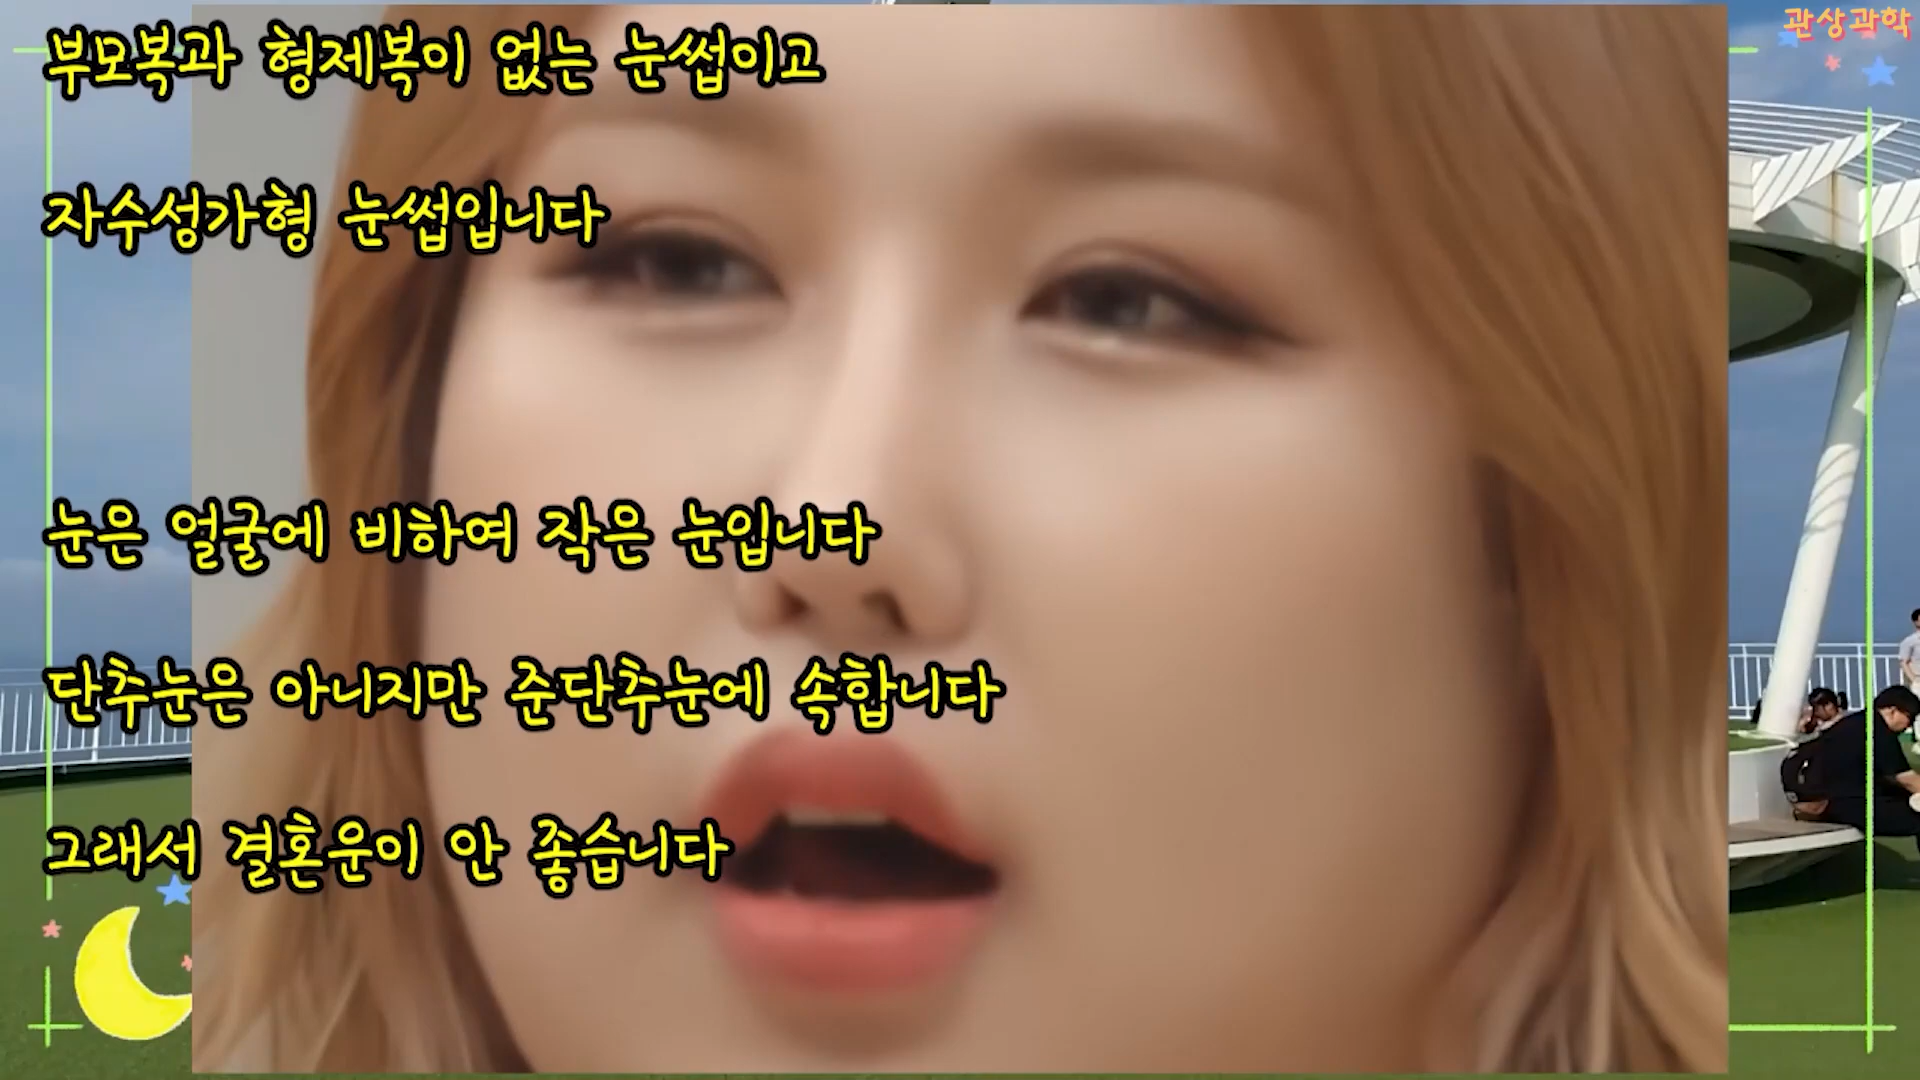 관상과학
부모복과 형제복이 없는 눈썹이고
자수성가형 눈썹입니다
눈은 얼굴에 비하여 작은 눈입니다
단추눈은 아니지만 준단추눈에 속합니다
그래서 결혼운이 안 좋습니다